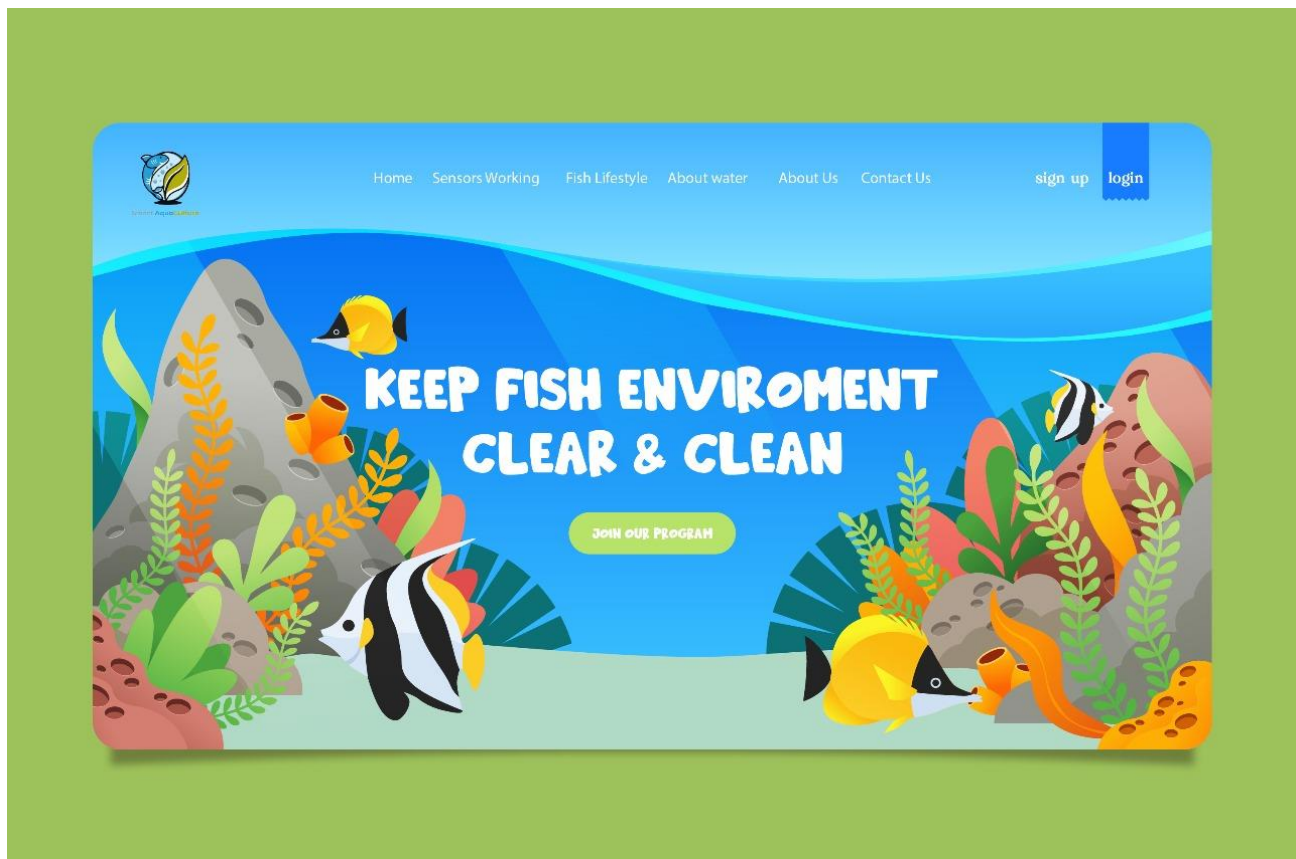 Home Sensors Working Fish Lifestyle About water About Us Contact Us sign up login
KEEP FISH ENVIROMENT
CLEAR & CLEAN
JOIN OUR PROGRAM